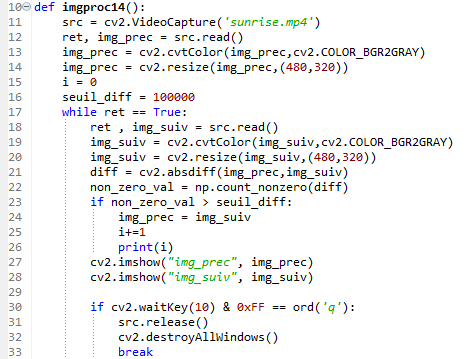 10 def imgproc14():
11     src = cv2.VideoCapture('sunrise.mp4')
12     ret, img_prec = src.read()
13     img_prec = cv2.cvtColor(img_prec,cv2.COLOR_BGR2GRAY)
14     img_prec = cv2.resize(img_prec,(480,320))
15     i = 0
16     seuil_diff = 100000
17     while ret == True:
18         ret , img_suiv = src.read()
19         img_suiv = cv2.cvtColor(img_suiv,cv2.COLOR_BGR2GRAY)
20         img_suiv = cv2.resize(img_suiv,(480,320))
21         diff = cv2.absdiff(img_prec,img_suiv)
22         non_zero_val = np.count_nonzero(diff)
23         if non_zero_val > seuil_diff:
24             img_prec = img_suiv
25             i+=1
26             print(i)
27         cv2.imshow("img_prec", img_prec)
28         cv2.imshow("img_suiv", img_suiv)
29
30         if cv2.waitKey(10) & 0xFF == ord('q'):
31             src.release()
32             cv2.destroyAllWindows()
33             break